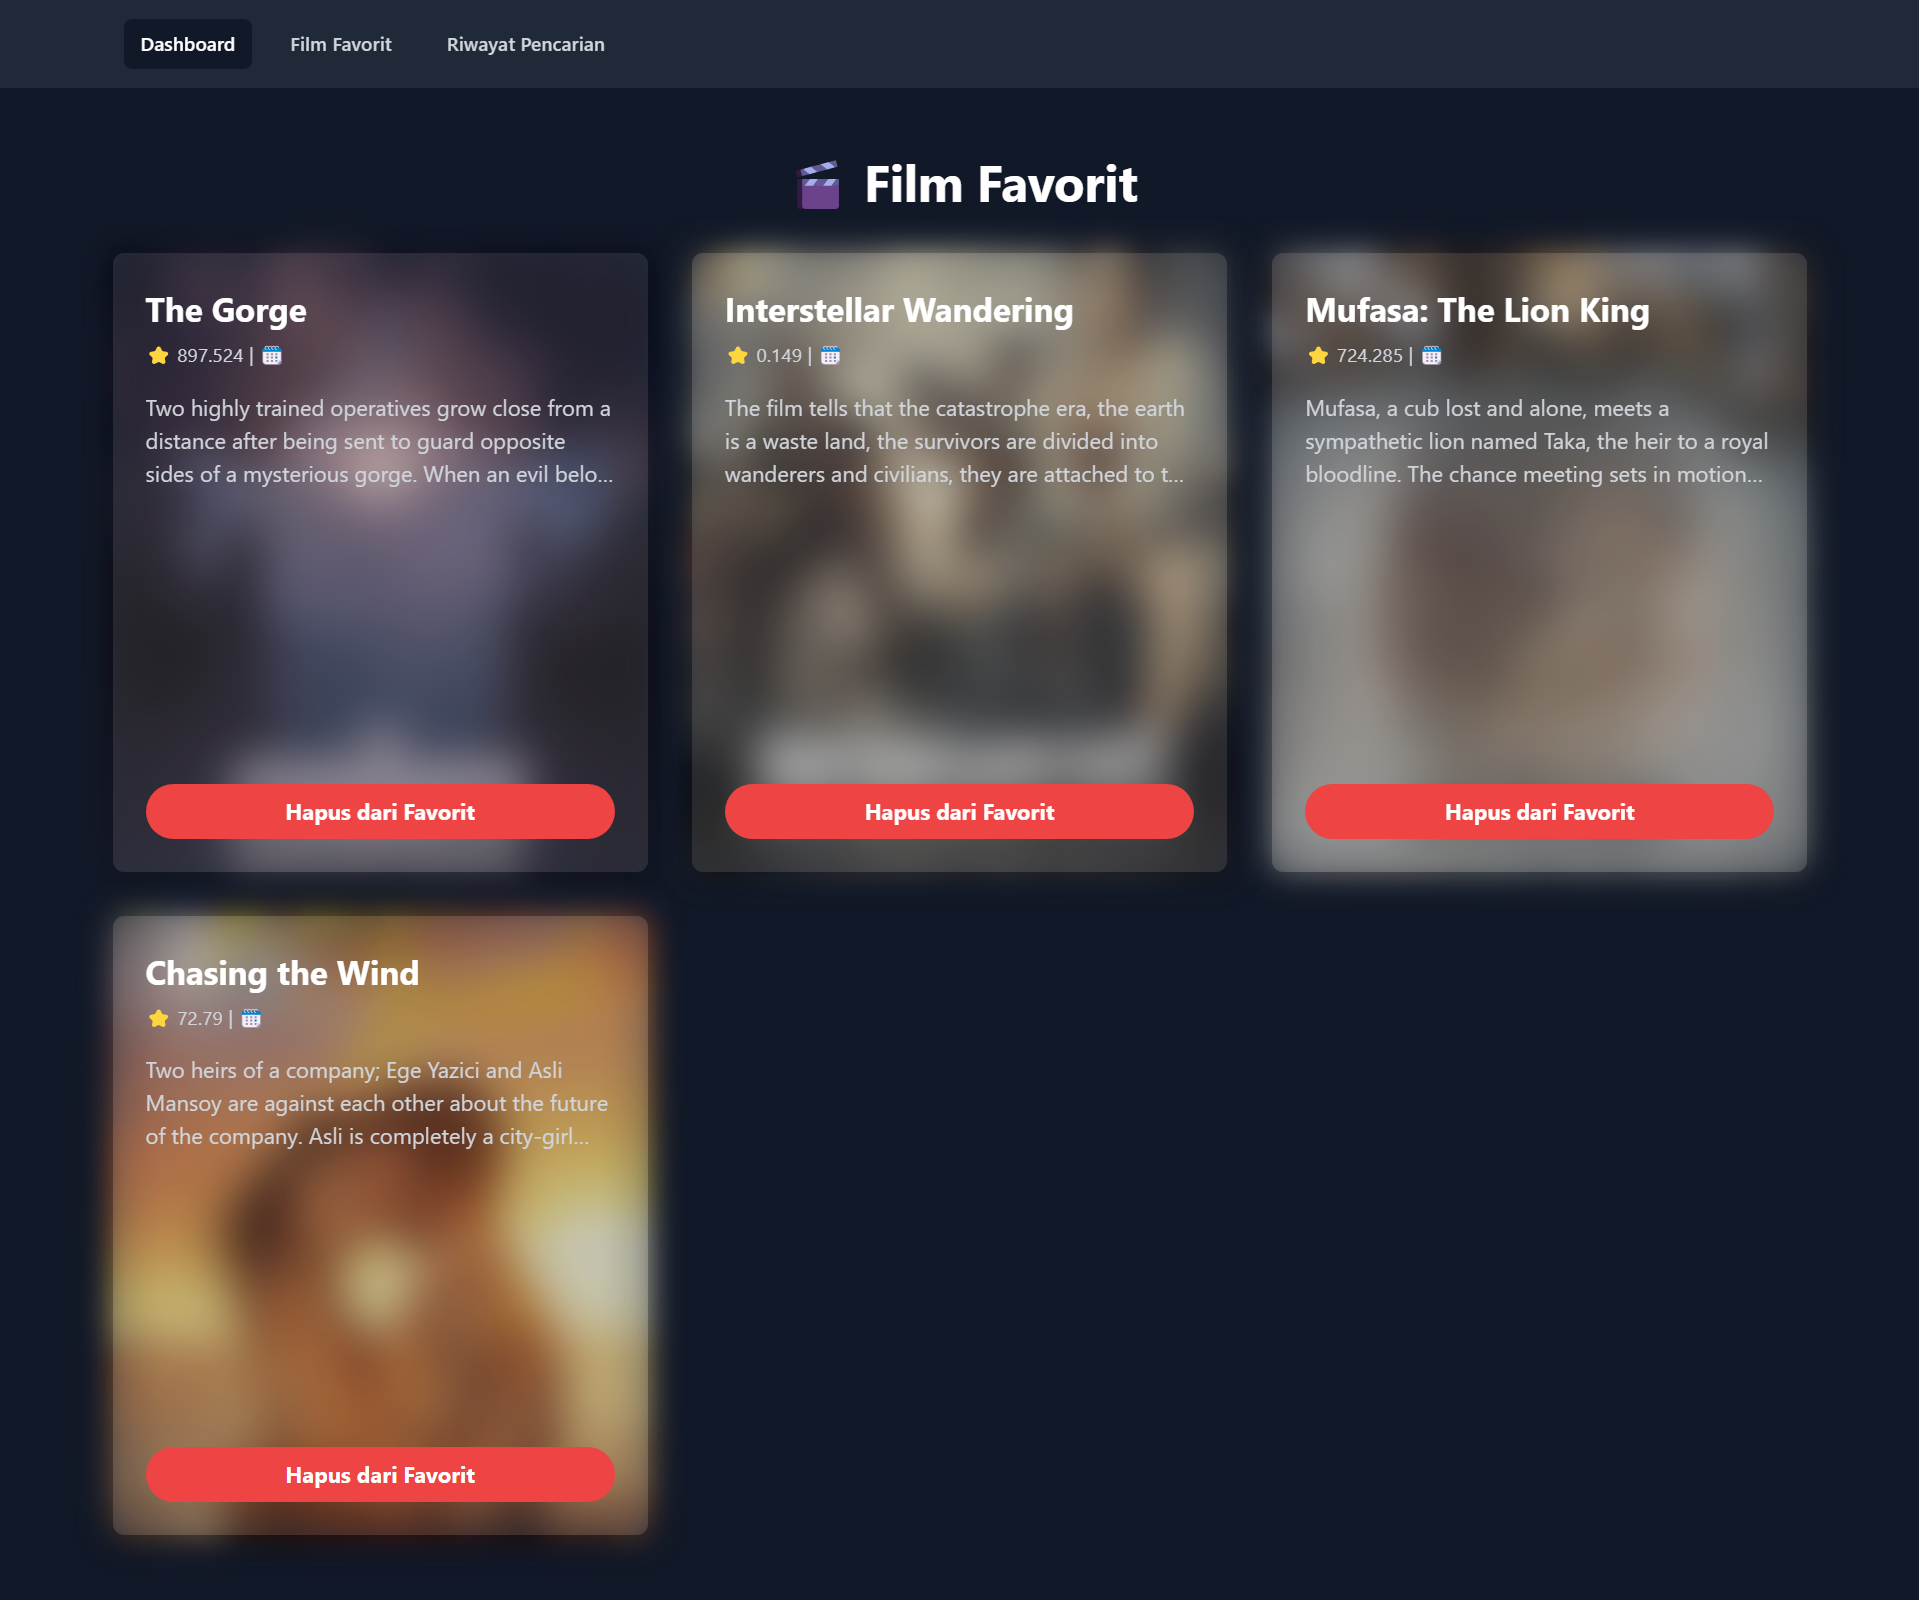 Dashboard
Film Favorit
Riwayat Pencarian
Film Favorit
The Gorge
897.524 |
Two highly trained operatives grow close from a
distance after being sent to guard opposite
sides of a mysterious gorge. When an evil belo...
Hapus dari Favorit
Interstellar Wandering
0.149 |
The film tells that the catastrophe era, the earth
is a waste land, the survivors are divided into
wanderers and civilians, they are attached to t...
Hapus dari Favorit
Mufasa: The Lion King
724.285 |
Mufasa, a cub lost and alone, meets a
sympathetic lion named Taka, the heir to a royal
bloodline. The chance meeting sets in motion...
Hapus dari Favorit
Chasing the Wind
72.79 |
Two heirs of a company; Ege Yazici and Asli
Mansoy are against each other about the future
of the company. Asli is completely a city-girl...
Hapus dari Favorit